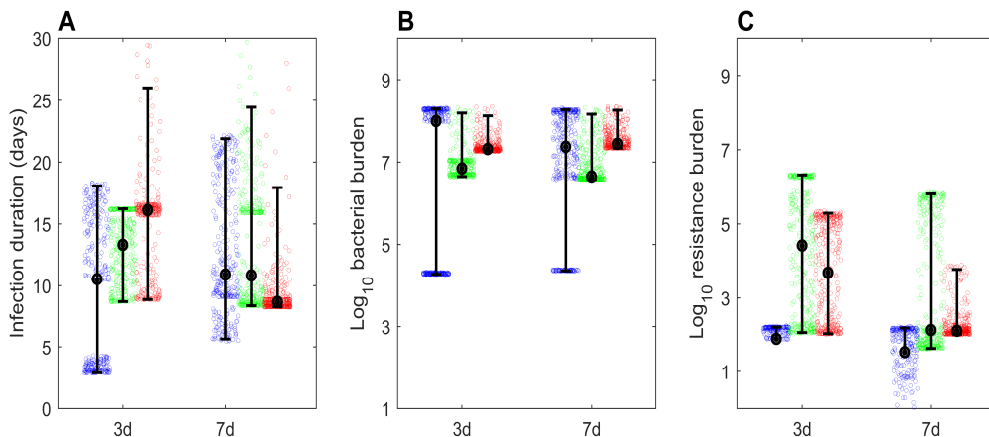 A
Infection duration (days)
30
25
20
15
10
5
0
3d
7d
B
Log10 bacterial burden
9
7
5
3
1
3d
7d
C
Log10 resistance burden
9
7
5
3
1
3d
7d